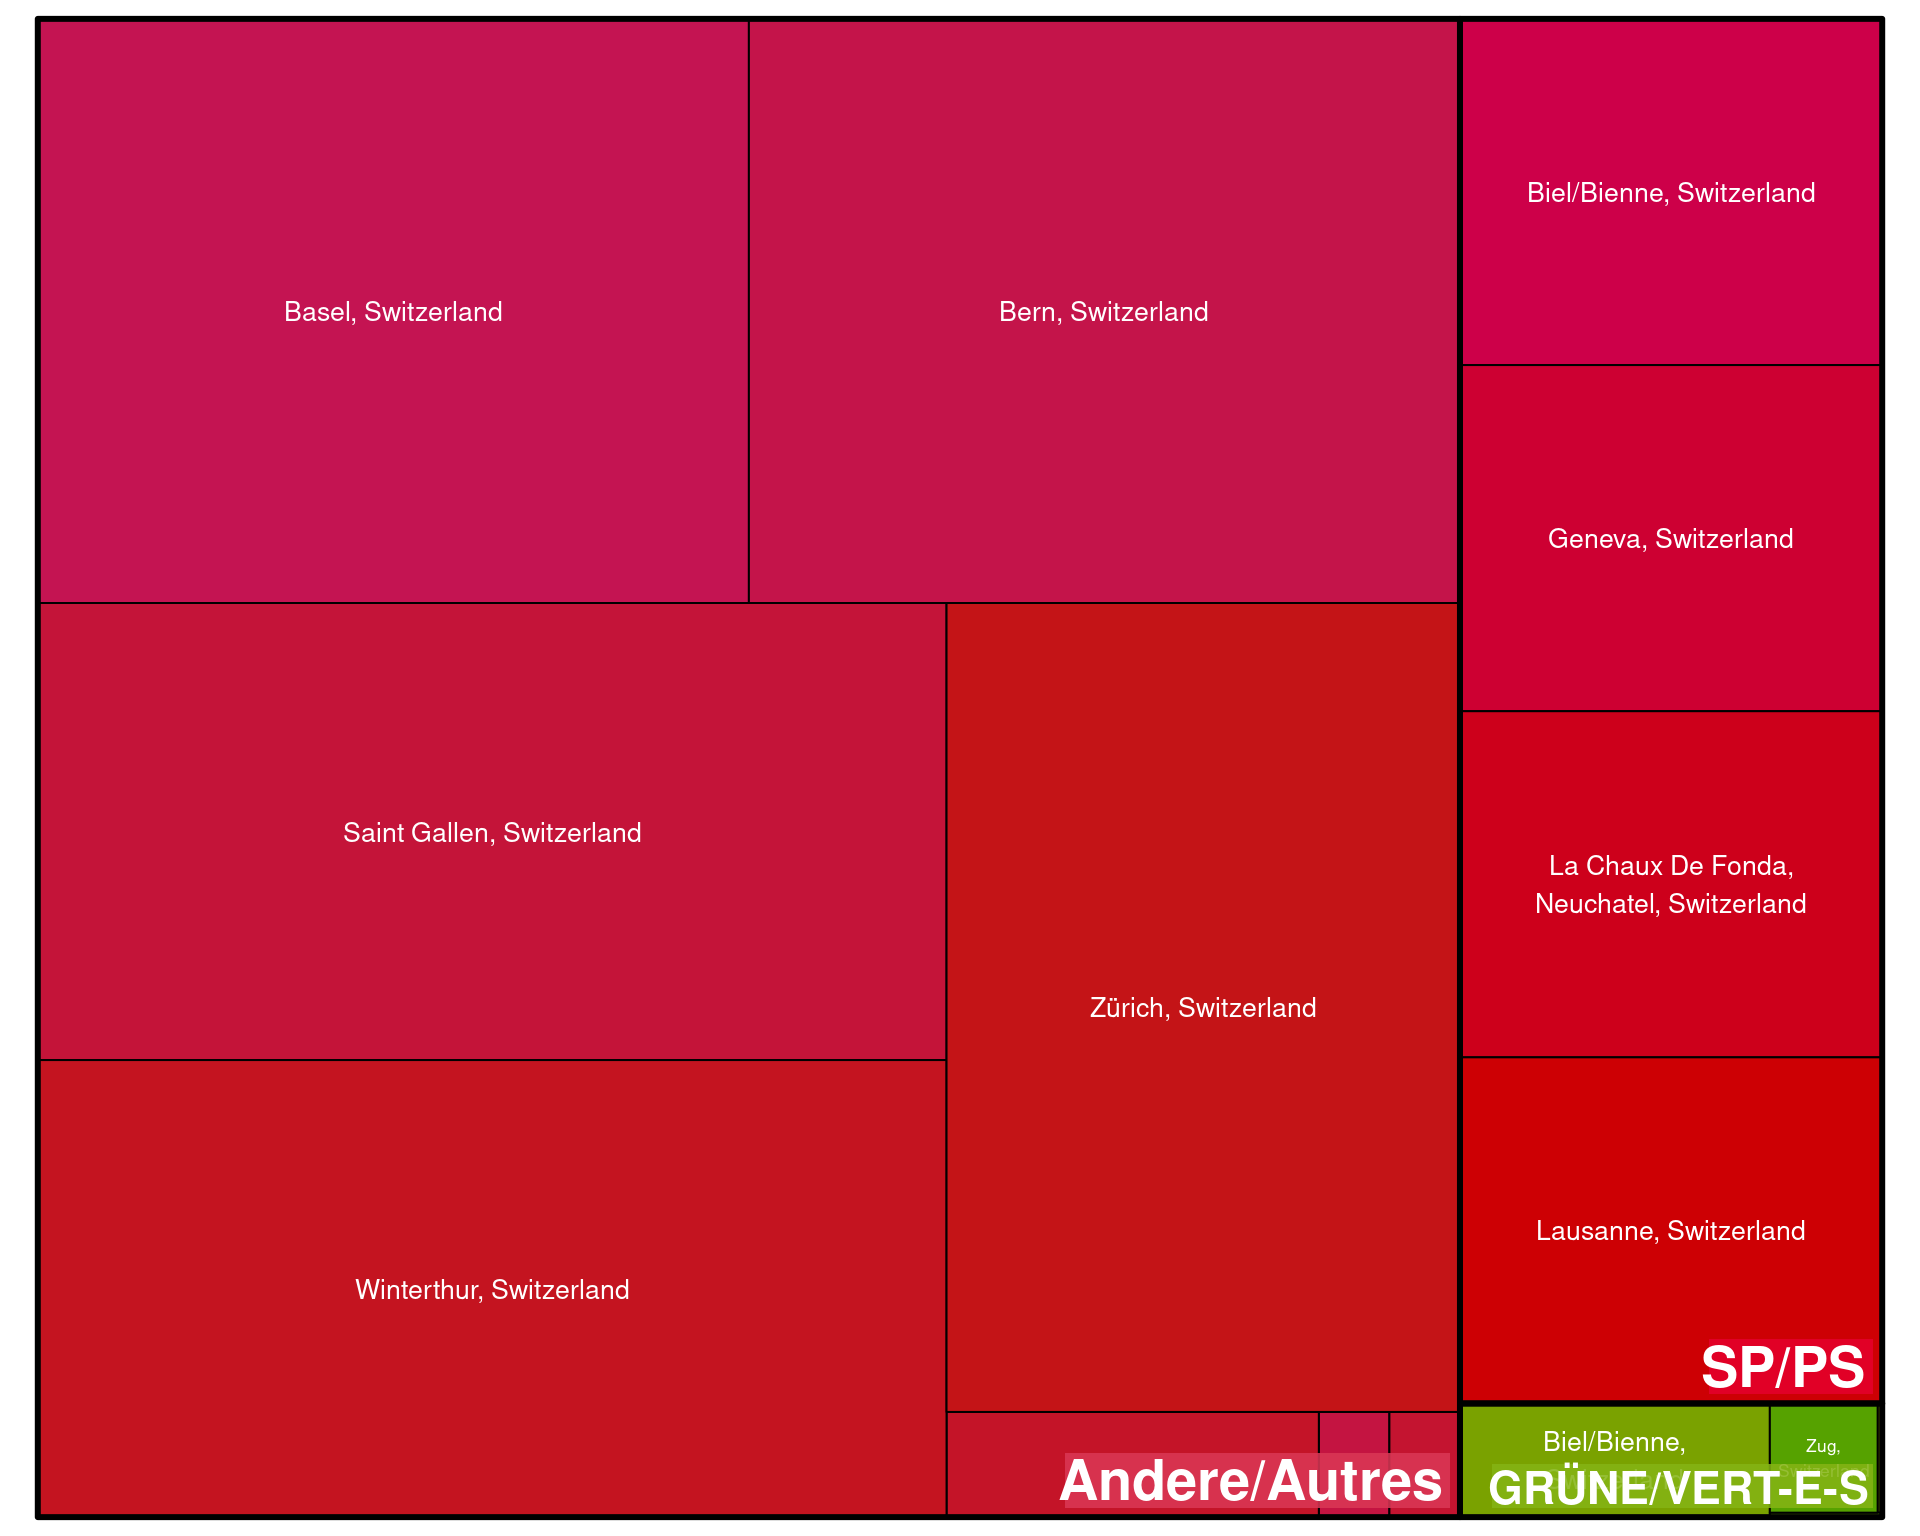 Basel, Switzerland
Bern, Switzerland
Biel/Bienne, Switzerland
Geneva, Switzerland
Saint Gallen, Switzerland
La Chaux De Fonda,
Neuchatel, Switzerland
Zürich, Switzerland
Lausanne, Switzerland
Winterthur, Switzerland
SP/PS
Biel/Bienne,
Zug,
Switzerland
Andere/Autres
GRÜNE/VERT-E-S